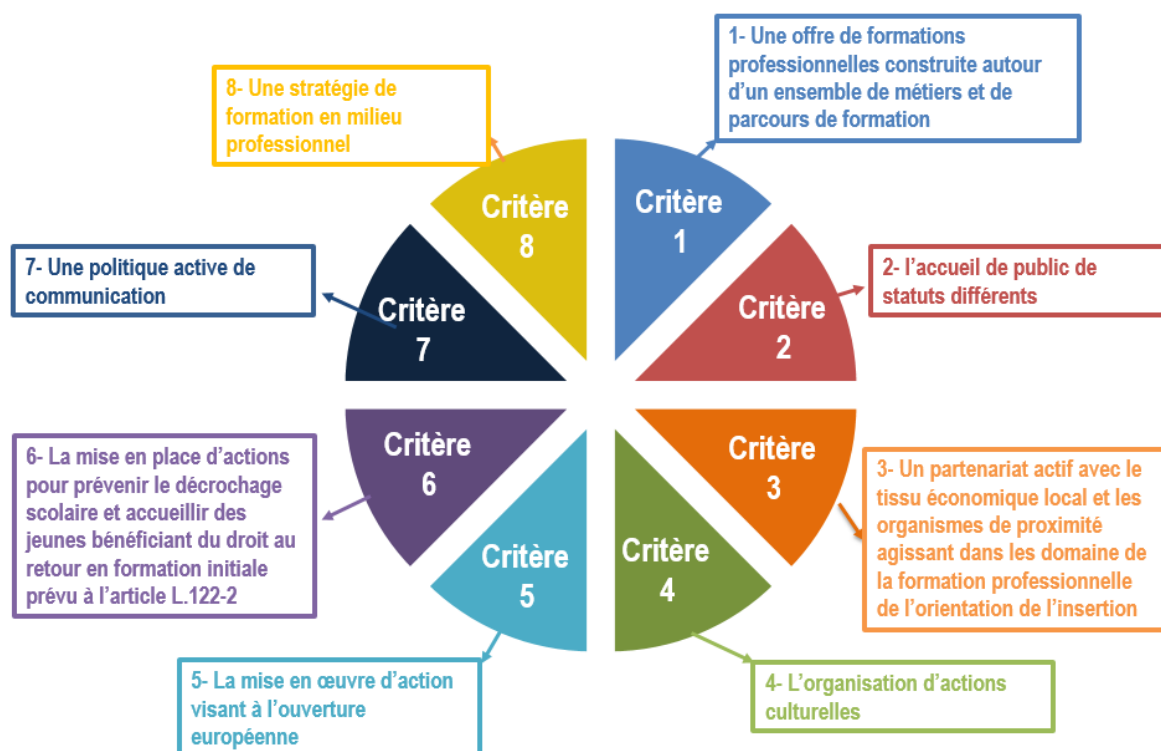 1- Une offre de formations
professionnelles construite autour
d’un ensemble de métiers et de
parcours de formation
8- Une stratégie de
formation en milieu
professionnel
Critère
8
Critère
1
7- Une politique active de
communication
2- l’accueil de public de
statuts différents
Critère
7
Critère
2
6- La mise en place d’actions
pour prévenir le décrochage
scolaire et accueillir des
jeunes bénéficiant du droit au
retour en formation initiale
prévu à l’article L.122-2
Critère
6
Critère
3
3- Un partenariat actif avec le
tissu économique local et les
organismes de proximité
agissant dans les domaine de
la formation professionnelle
de l’orientation de l’insertion
Critère
5
Critère
4
5- La mise en œuvre d’action
visant à l’ouverture
européenne
4- L’organisation d’actions
culturelles